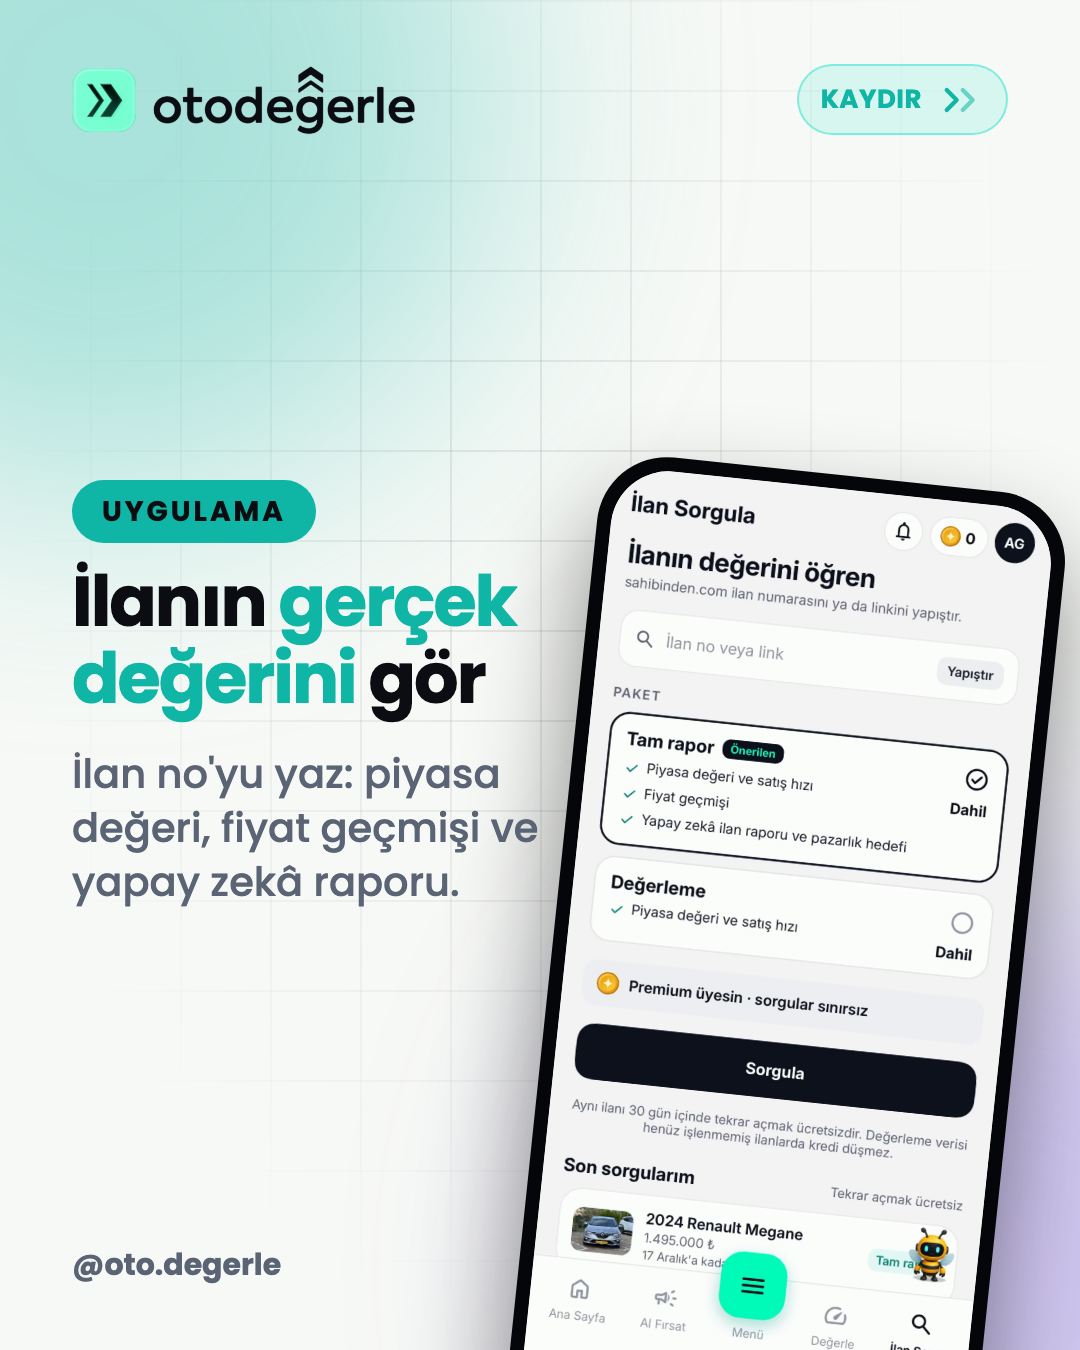 otodeğerle
KAYDIR
UYGULAMA
İlanın gerçek
değerini gör
İlan no'yu yaz: piyasa
değeri, fiyat geçmişi ve
yapay zekâ raporu.
@oto.degerle
İlan Sorgula
0
AG
İlanın değerini öğren
sahibinden.com ilan numarasını ya da linkini yapıştır.
İlan no veya link
Yapıştır
PAKET
Tam rapor Önerilen
Piyasa değeri ve satış hızı
Fiyat geçmişi
Yapay zekâ ilan raporu ve pazarlık hedefi
Dahil
Değerleme
Piyasa değeri ve satış hızı
Dahil
Premium üyesin · sorgular sınırsız
Sorgula
Aynı ilanı 30 gün içinde tekrar açmak ücretsizdir. Değerleme verisi
henüz işlenmemiş ilanlarda kredi düşmez.
Son sorgularım
Tekrar açmak ücretsiz
2024 Renault Megane
1.495.000 ₺
17 Aralık'a
Tam
Ana Sayfa
AI Fırsat
Menü
Değerle
İlan